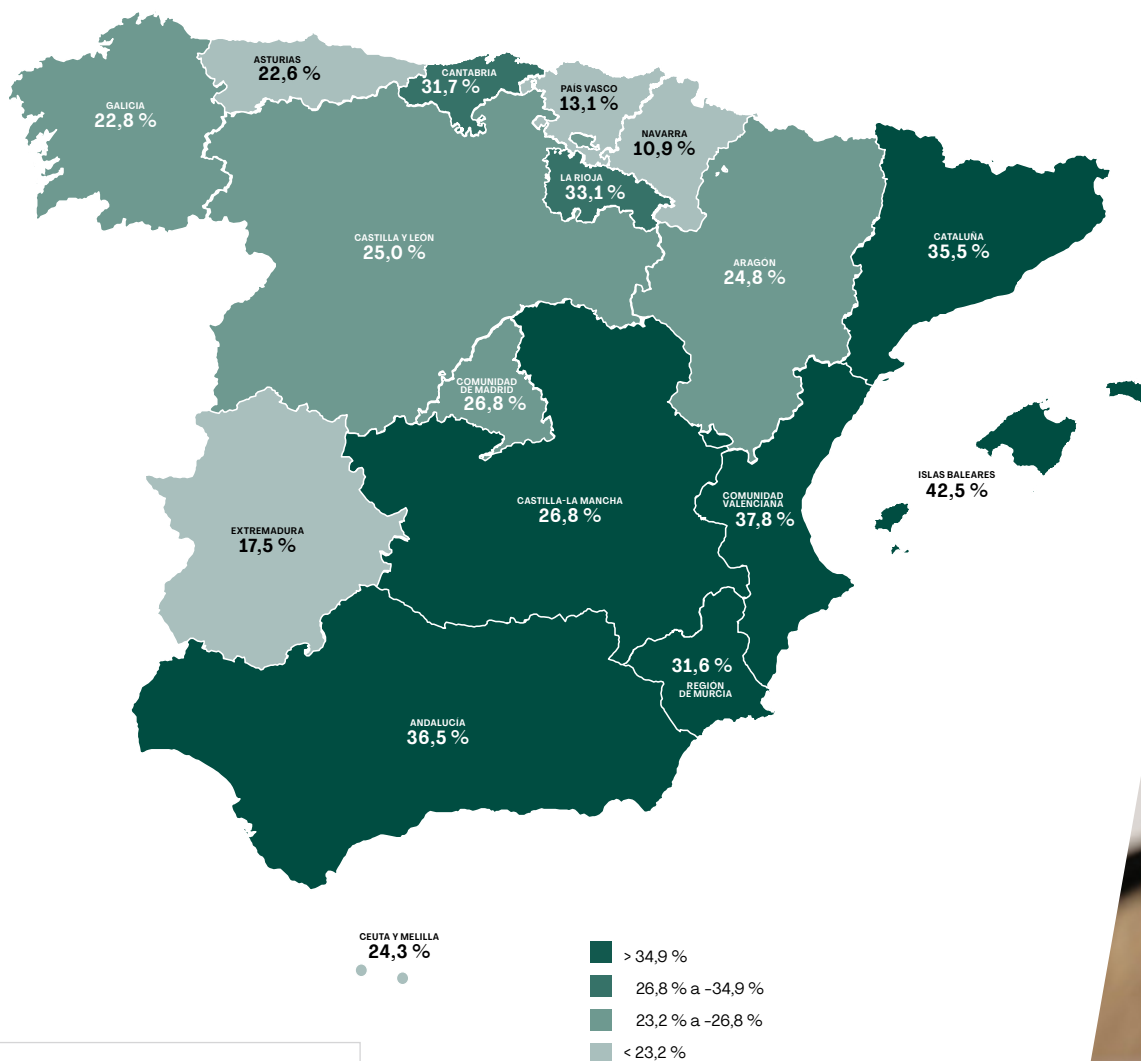 ASTURIAS
22,6 %
CANTABRIA
31,7 %
PAÍS VASCO
13,1 %
GALICIA
22,8 %
NAVARRA
10,9 %
LA RIOJA
33,1 %
CASTILLA Y LEÓN
25,0 %
CATALUÑA
35,5 %
ARAGÓN
24,8 %
COMUNIDAD
DE MADRID
26,8 %
ISLAS BALEARES
42,5 %
CASTILLA-LA MANCHA
26,8 %
COMUNIDAD
VALENCIANA
37,8 %
EXTREMADURA
17,5 %
31,6 %
REGION
DE MURCIA
ANDALUCÍA
36,5 %
CEUTA Y MELILLA
24,3 %
> 34,9 %
26,8 % a -34,9 %
23,2 % a -26,8 %
< 23,2 %